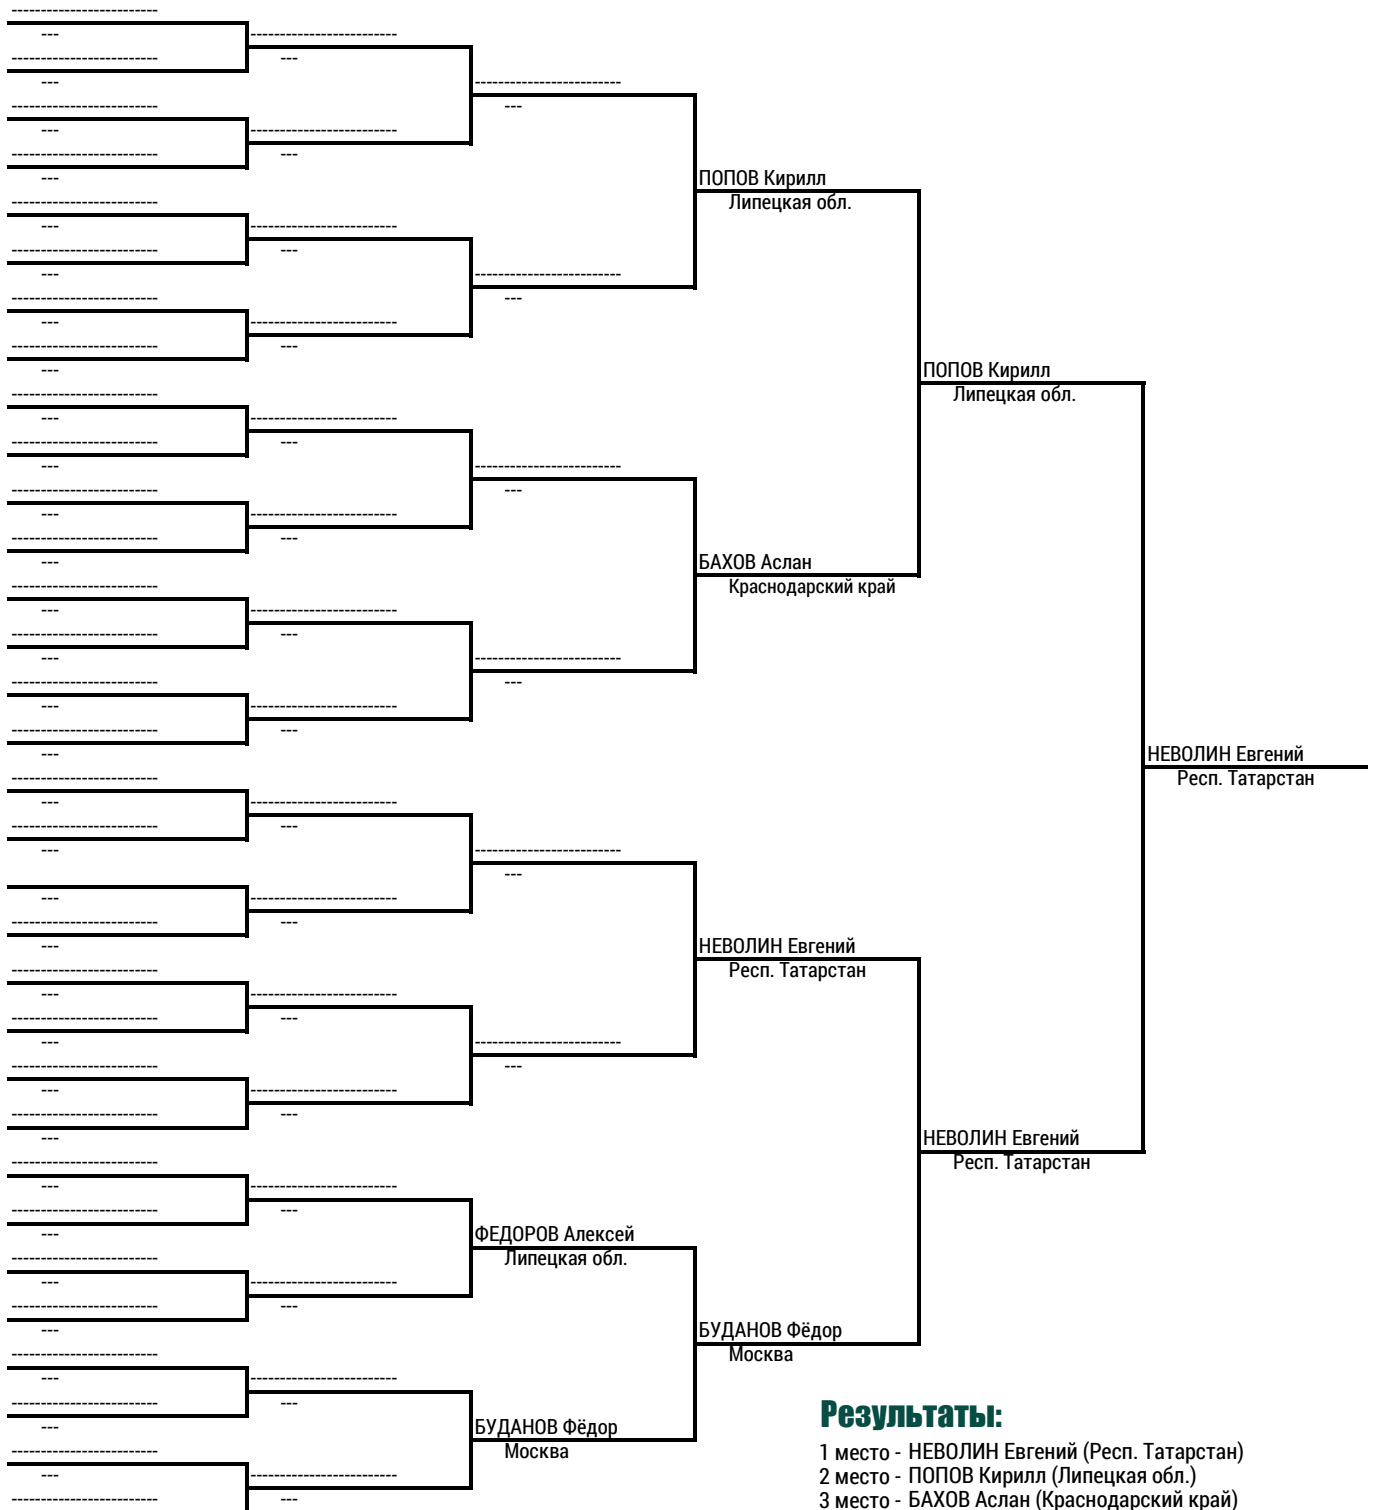 ПОПОВ Кирилл
Липецкая обл.
ПОПОВ Кирилл
Липецкая обл.
БАХОВ Аслан
Краснодарский край
НЕВОЛИН Евгений
Респ. Татарстан
НЕВОЛИН Евгений
Респ. Татарстан
НЕВОЛИН Евгений
Респ. Татарстан
ФЕДОРОВ Алексей
Липецкая обл.
БУДАНОВ Фёдор
Москва
БУДАНОВ Фёдор
Москва
Результаты:
1 место - НЕВОЛИН Евгений (Респ. Татарстан)
2 место - ПОПОВ Кирилл (Липецкая обл.)
3 место - БАХОВ Аслан (Краснодарский край)